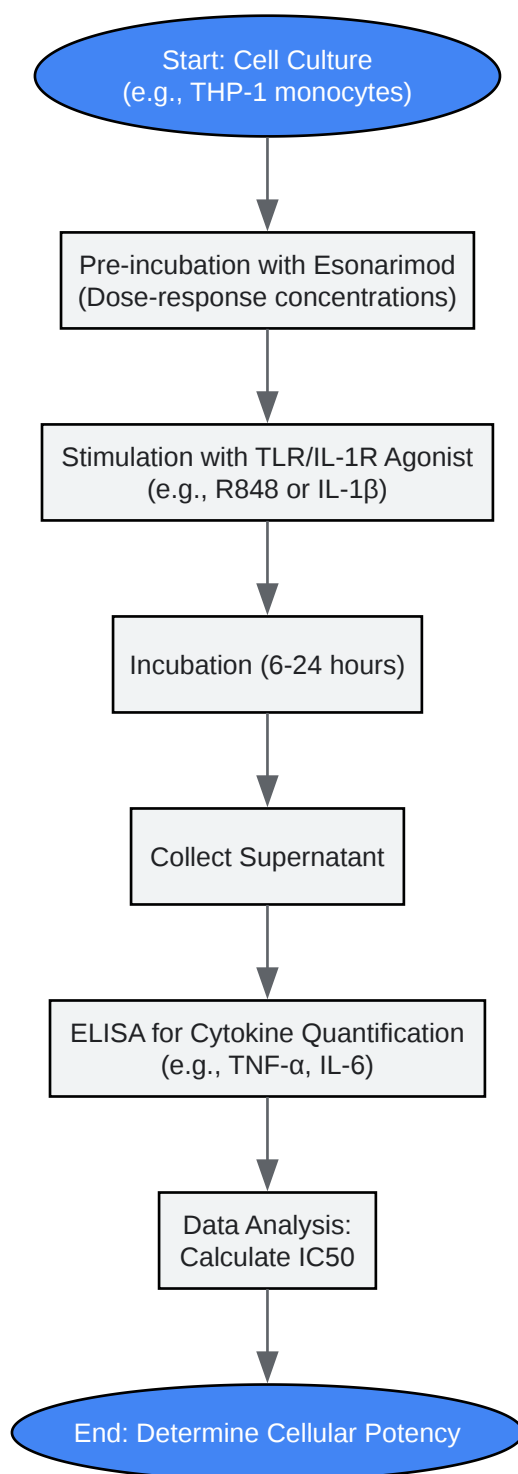 Start: Cell Culture
(e.g., THP-1 monocytes)
Pre-incubation with Esonarimod
(Dose-response concentrations)
Stimulation with TLR/IL-1R Agonist
(e.g., R848 or IL-1β)
Incubation (6-24 hours)
Collect Supernatant
ELISA for Cytokine Quantification
(e.g., TNF-α, IL-6)
Data Analysis:
Calculate IC50
End: Determine Cellular Potency